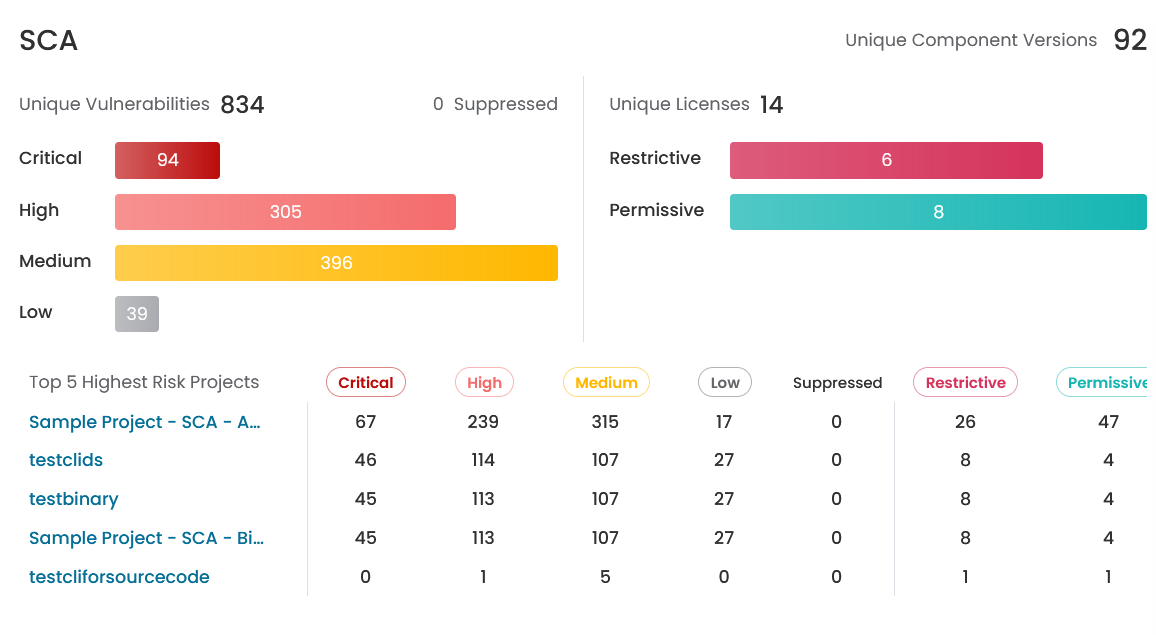 SCA
Unique Component Versions 92
Unique Vulnerabilities 834
0 Suppressed
Critical 94
High 305
Medium 396
Low 39
Unique Licenses 14
Restrictive 6
Permissive 8
Top 5 Highest Risk Projects Critical High Medium Low Suppressed Restrictive Permissive
Sample Project - SCA - A... 67 239 315 17 0 26 47
testclids 46 114 107 27 0 8 4
testbinary 45 113 107 27 0 8 4
Sample Project - SCA - Bi... 45 113 107 27 0 8 4
testcliforsourcecode 0 1 5 0 0 1 1